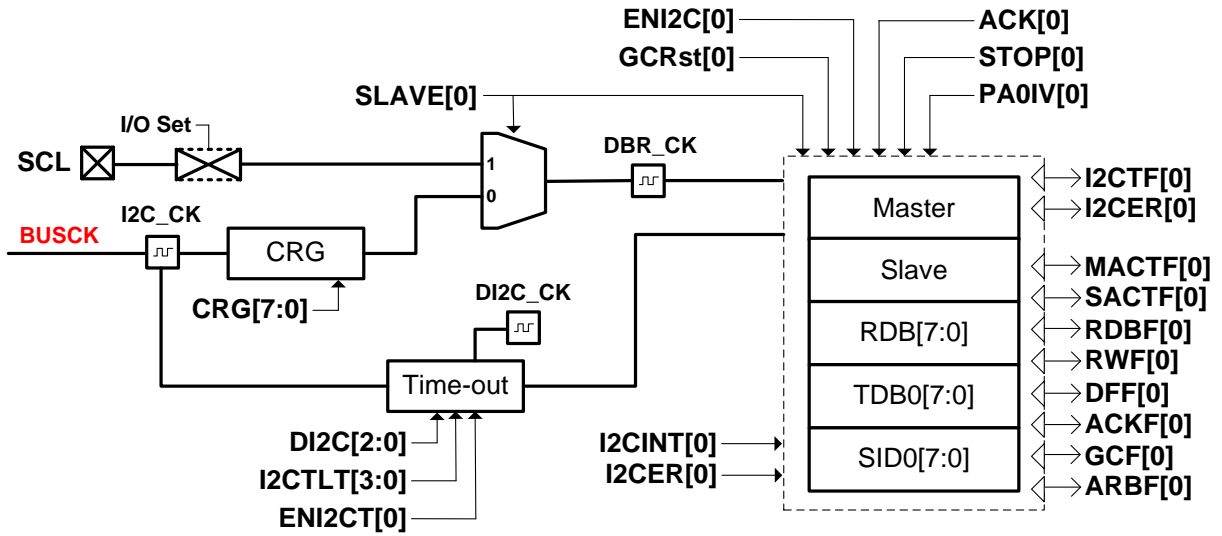 ENI2C[0]
ACK[0]
GCRst[0]
STOP[0]
SLAVE[0]
PA0IV[0]
I/O Set
SCL
1
0
DBR_CK
I2C_CK
BUSCK
CRG
CRG[7:0]
DI2C_CK
Time-out
DI2C[2:0]
I2CTLT[3:0]
ENI2CT[0]
I2CINT[0]
I2CER[0]
Master
Slave
RDB[7:0]
TDB0[7:0]
SID0[7:0]
I2CTF[0]
I2CER[0]
MACTF[0]
SACTF[0]
RDBF[0]
RWF[0]
DFF[0]
ACKF[0]
GCF[0]
ARBF[0]